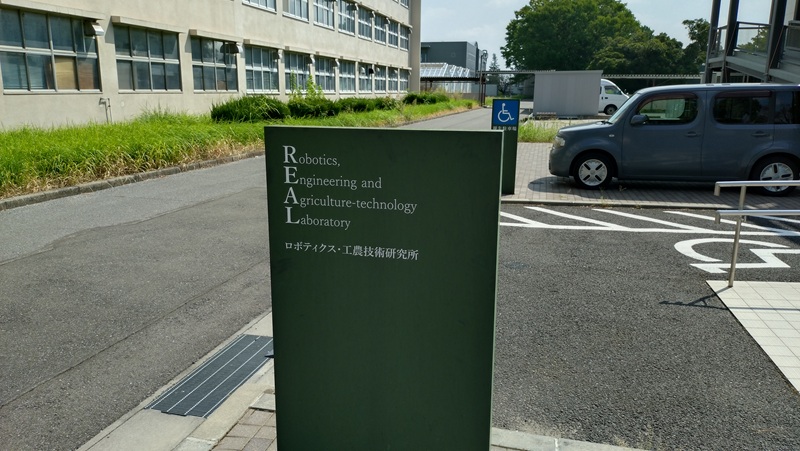 Robotics,
Engineering and
Agriculture-technology
Laboratory
ロボティクス・工農技術研究所